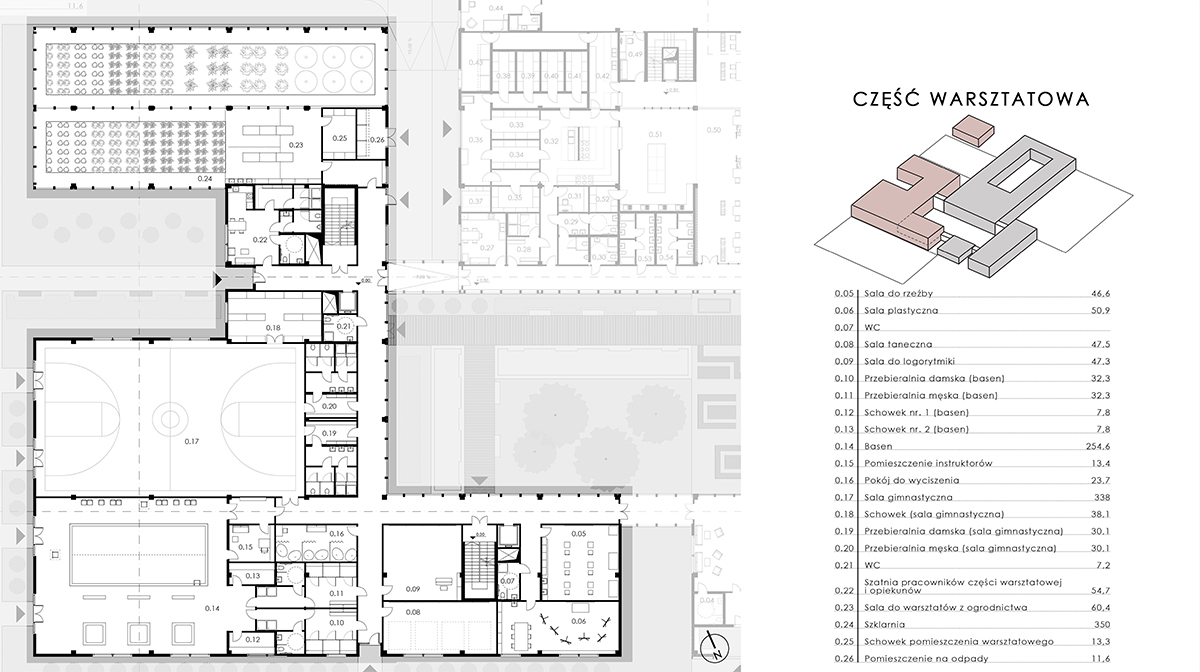 11,6
0.44
0.43
0.38
0.39
0.40
0.41
0.42
0.49
0.33
0.51
0.50
0.25
0.26
0.23
0.36
0.34
0.32
0.24
0.37
0.35
0.31
0.52
0.22
0.27
0.28
0.29
0.30
0.53
0.54
0.00
0.18
0.21
0.20
0.17
0.19
0.16
0.15
0.05
0.00
0.13
0.07
0.11
0.09
0.14
0.08
0.06
0.10
0.12
0.04
N
CZĘŚĆ WARSZTATOWA
0.05 Sala do rzeźby 46,6
0.06 Sala plastyczna 50,9
0.07 WC
0.08 Sala taneczna 47,5
0.09 Sala do logorytmiki 47,3
0.10 Przebieralnia damska (basen) 32,3
0.11 Przebieralnia męska (basen) 32,3
0.12 Schowek nr. 1 (basen) 7,8
0.13 Schowek nr. 2 (basen) 7,8
0.14 Basen 254,6
0.15 Pomieszczenie instruktorów 13,4
0.16 Pokój do wyciszenia 23,7
0.17 Sala gimnastyczna 338
0.18 Schowek (sala gimnastyczna) 38,1
0.19 Przebieralnia damska (sala gimnastyczna) 30,1
0.20 Przebieralnia męska (sala gimnastyczna) 30,1
0.21 WC 7,2
Szatnia pracowników części warsztatowej
0.22 i opiekunów 54,7
0.23 Sala do warsztatów z ogrodnictwa 60,4
0.24 Szklarnia 350
0.25 Schowek pomieszczenia warsztatowego 13,3
0.26 Pomieszczenie na odpady 11,6